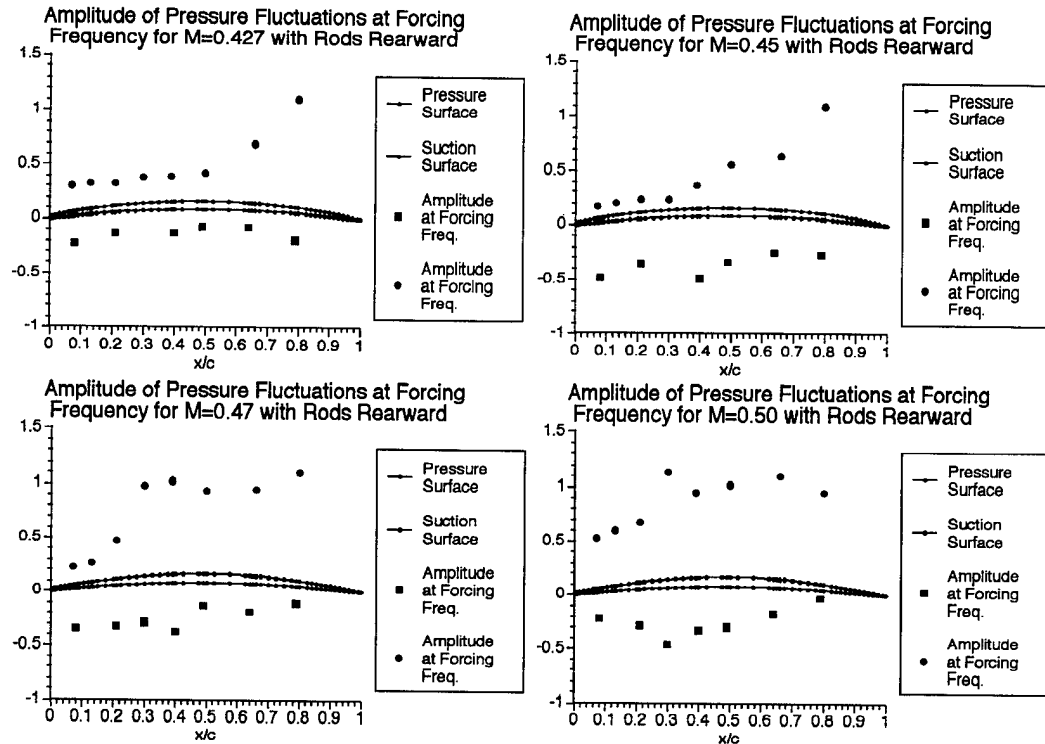 Amplitude of Pressure Fluctuations at Forcing
Frequency for M=0.427 with Rods Rearward
1.5
1
0.5
0
-0.5
-1
0 0.1 0.2 0.3 0.4 0.5 0.6 0.7 0.8 0.9 1
x/c
Pressure
Surface
Suction
Surface
Amplitude
at Forcing
Freq.
Amplitude
at Forcing
Freq.
Amplitude of Pressure Fluctuations at Forcing
Frequency for M=0.45 with Rods Rearward
1.5
1
0.5
0
-0.5
-1
0 0.1 0.2 0.3 0.4 0.5 0.6 0.7 0.8 0.9 1
x/c
Pressure
Surface
Suction
Surface
Amplitude
at Forcing
Freq.
Amplitude
at Forcing
Freq.
Amplitude of Pressure Fluctuations at Forcing
Frequency for M=0.47 with Rods Rearward
1.5
1
0.5
0
-0.5
-1
0 0.1 0.2 0.3 0.4 0.5 0.6 0.7 0.8 0.9 1
x/c
Pressure
Surface
Suction
Surface
Amplitude
at Forcing
Freq.
Amplitude
at Forcing
Freq.
Amplitude of Pressure Fluctuations at Forcing
Frequency for M=0.50 with Rods Rearward
1.5
1
0.5
0
-0.5
-1
0 0.1 0.2 0.3 0.4 0.5 0.6 0.7 0.8 0.9 1
x/c
Pressure
Surface
Suction
Surface
Amplitude
at Forcing
Freq.
Amplitude
at Forcing
Freq.